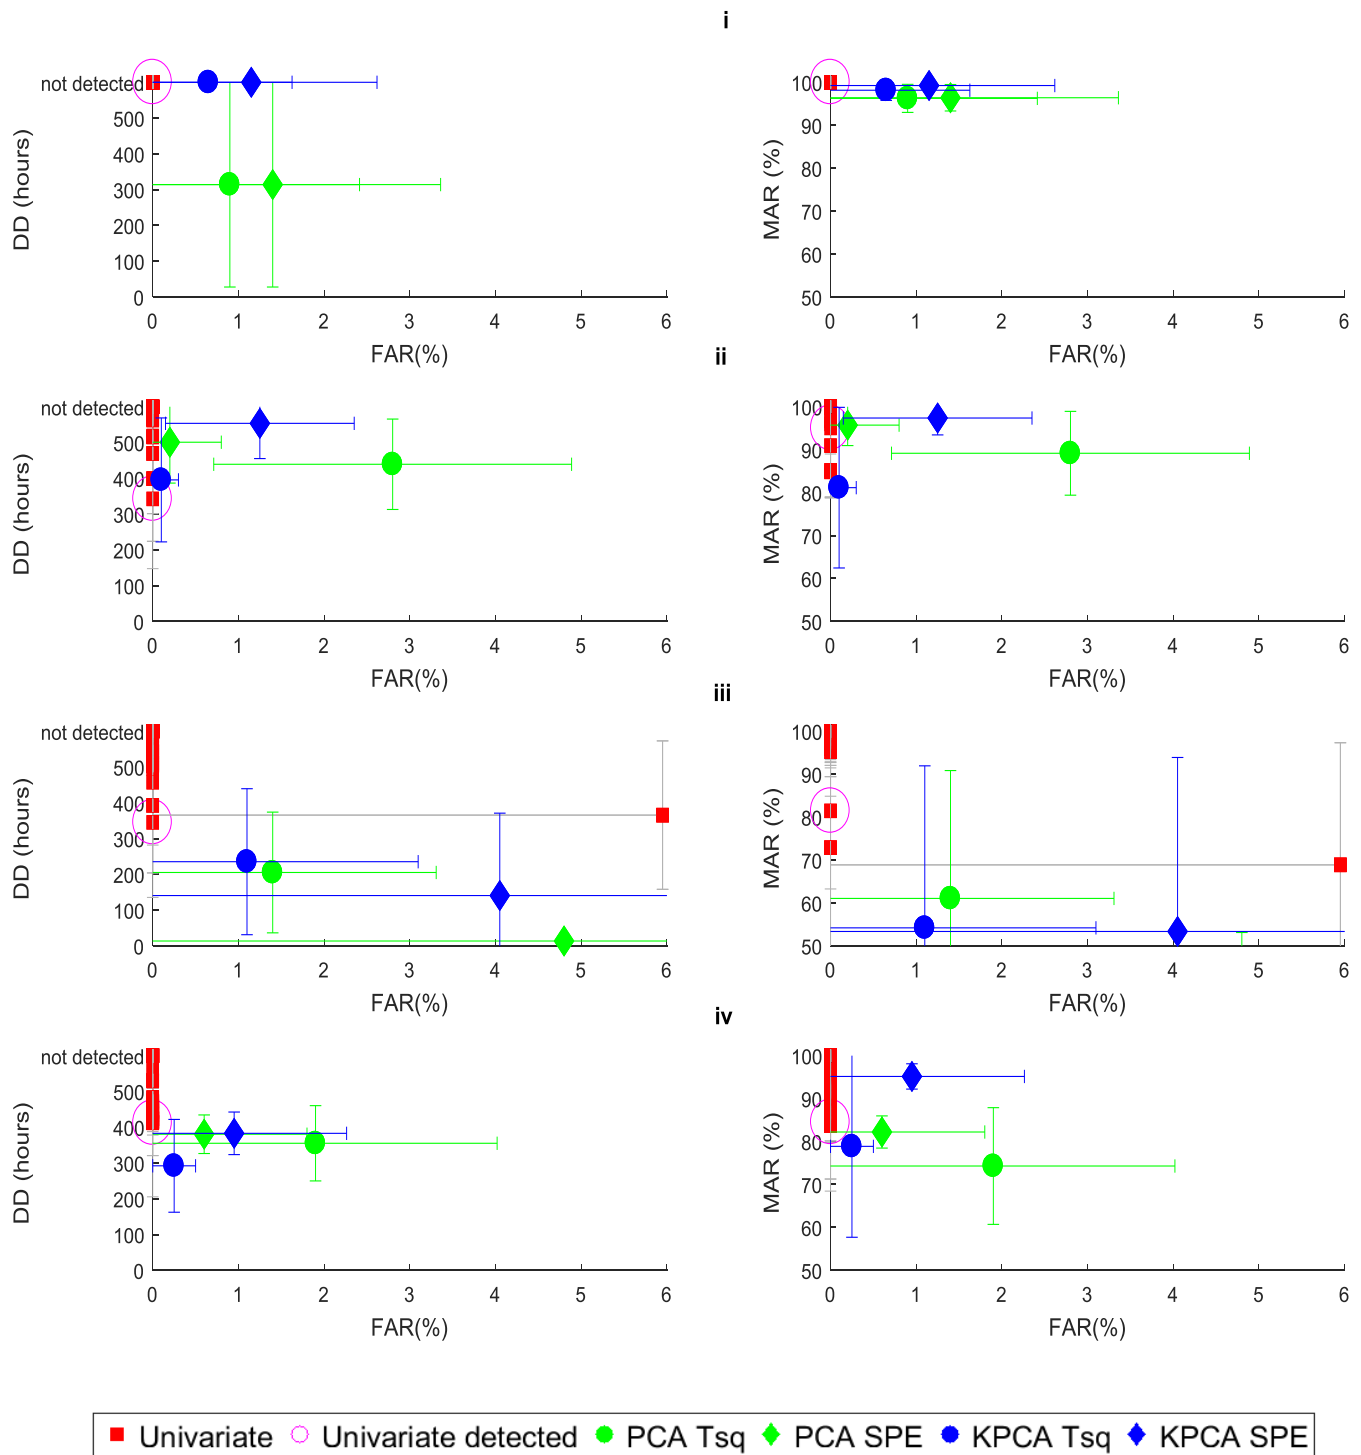 i
not detected
500
400
300
200
100
0
DD (hours)
0 1 2 3 4 5 6
FAR(%)
100
90
80
70
60
50
MAR (%)
0 1 2 3 4 5 6
FAR(%)
ii
not detected
500
400
300
200
100
0
DD (hours)
0 1 2 3 4 5 6
FAR(%)
100
90
80
70
60
50
MAR (%)
0 1 2 3 4 5 6
FAR(%)
iii
not detected
500
400
300
200
100
0
DD (hours)
0 1 2 3 4 5 6
FAR(%)
100
90
80
70
60
50
MAR (%)
0 1 2 3 4 5 6
FAR(%)
iv
not detected
500
400
300
200
100
0
DD (hours)
0 1 2 3 4 5 6
FAR(%)
100
90
80
70
60
50
MAR (%)
0 1 2 3 4 5 6
FAR(%)
Univariate Univariate detected PCA Tsq PCA SPE KPCA Tsq KPCA SPE